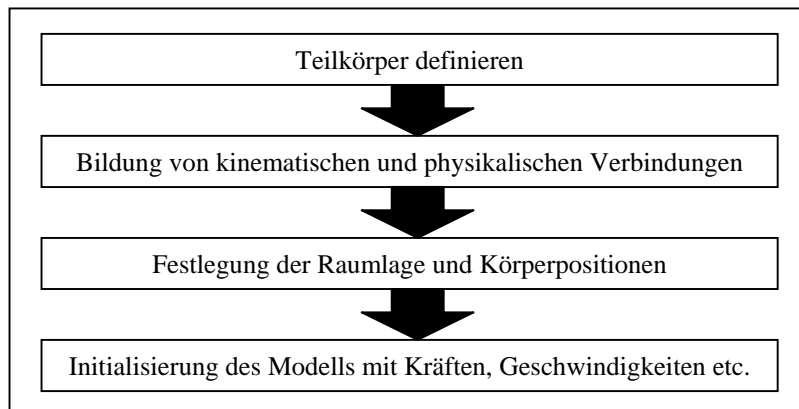 Teilkörper definieren
Bildung von kinematischen und physikalischen Verbindungen
Festlegung der Raumlage und Körperpositionen
Initialisierung des Modells mit Kräften, Geschwindigkeiten etc.